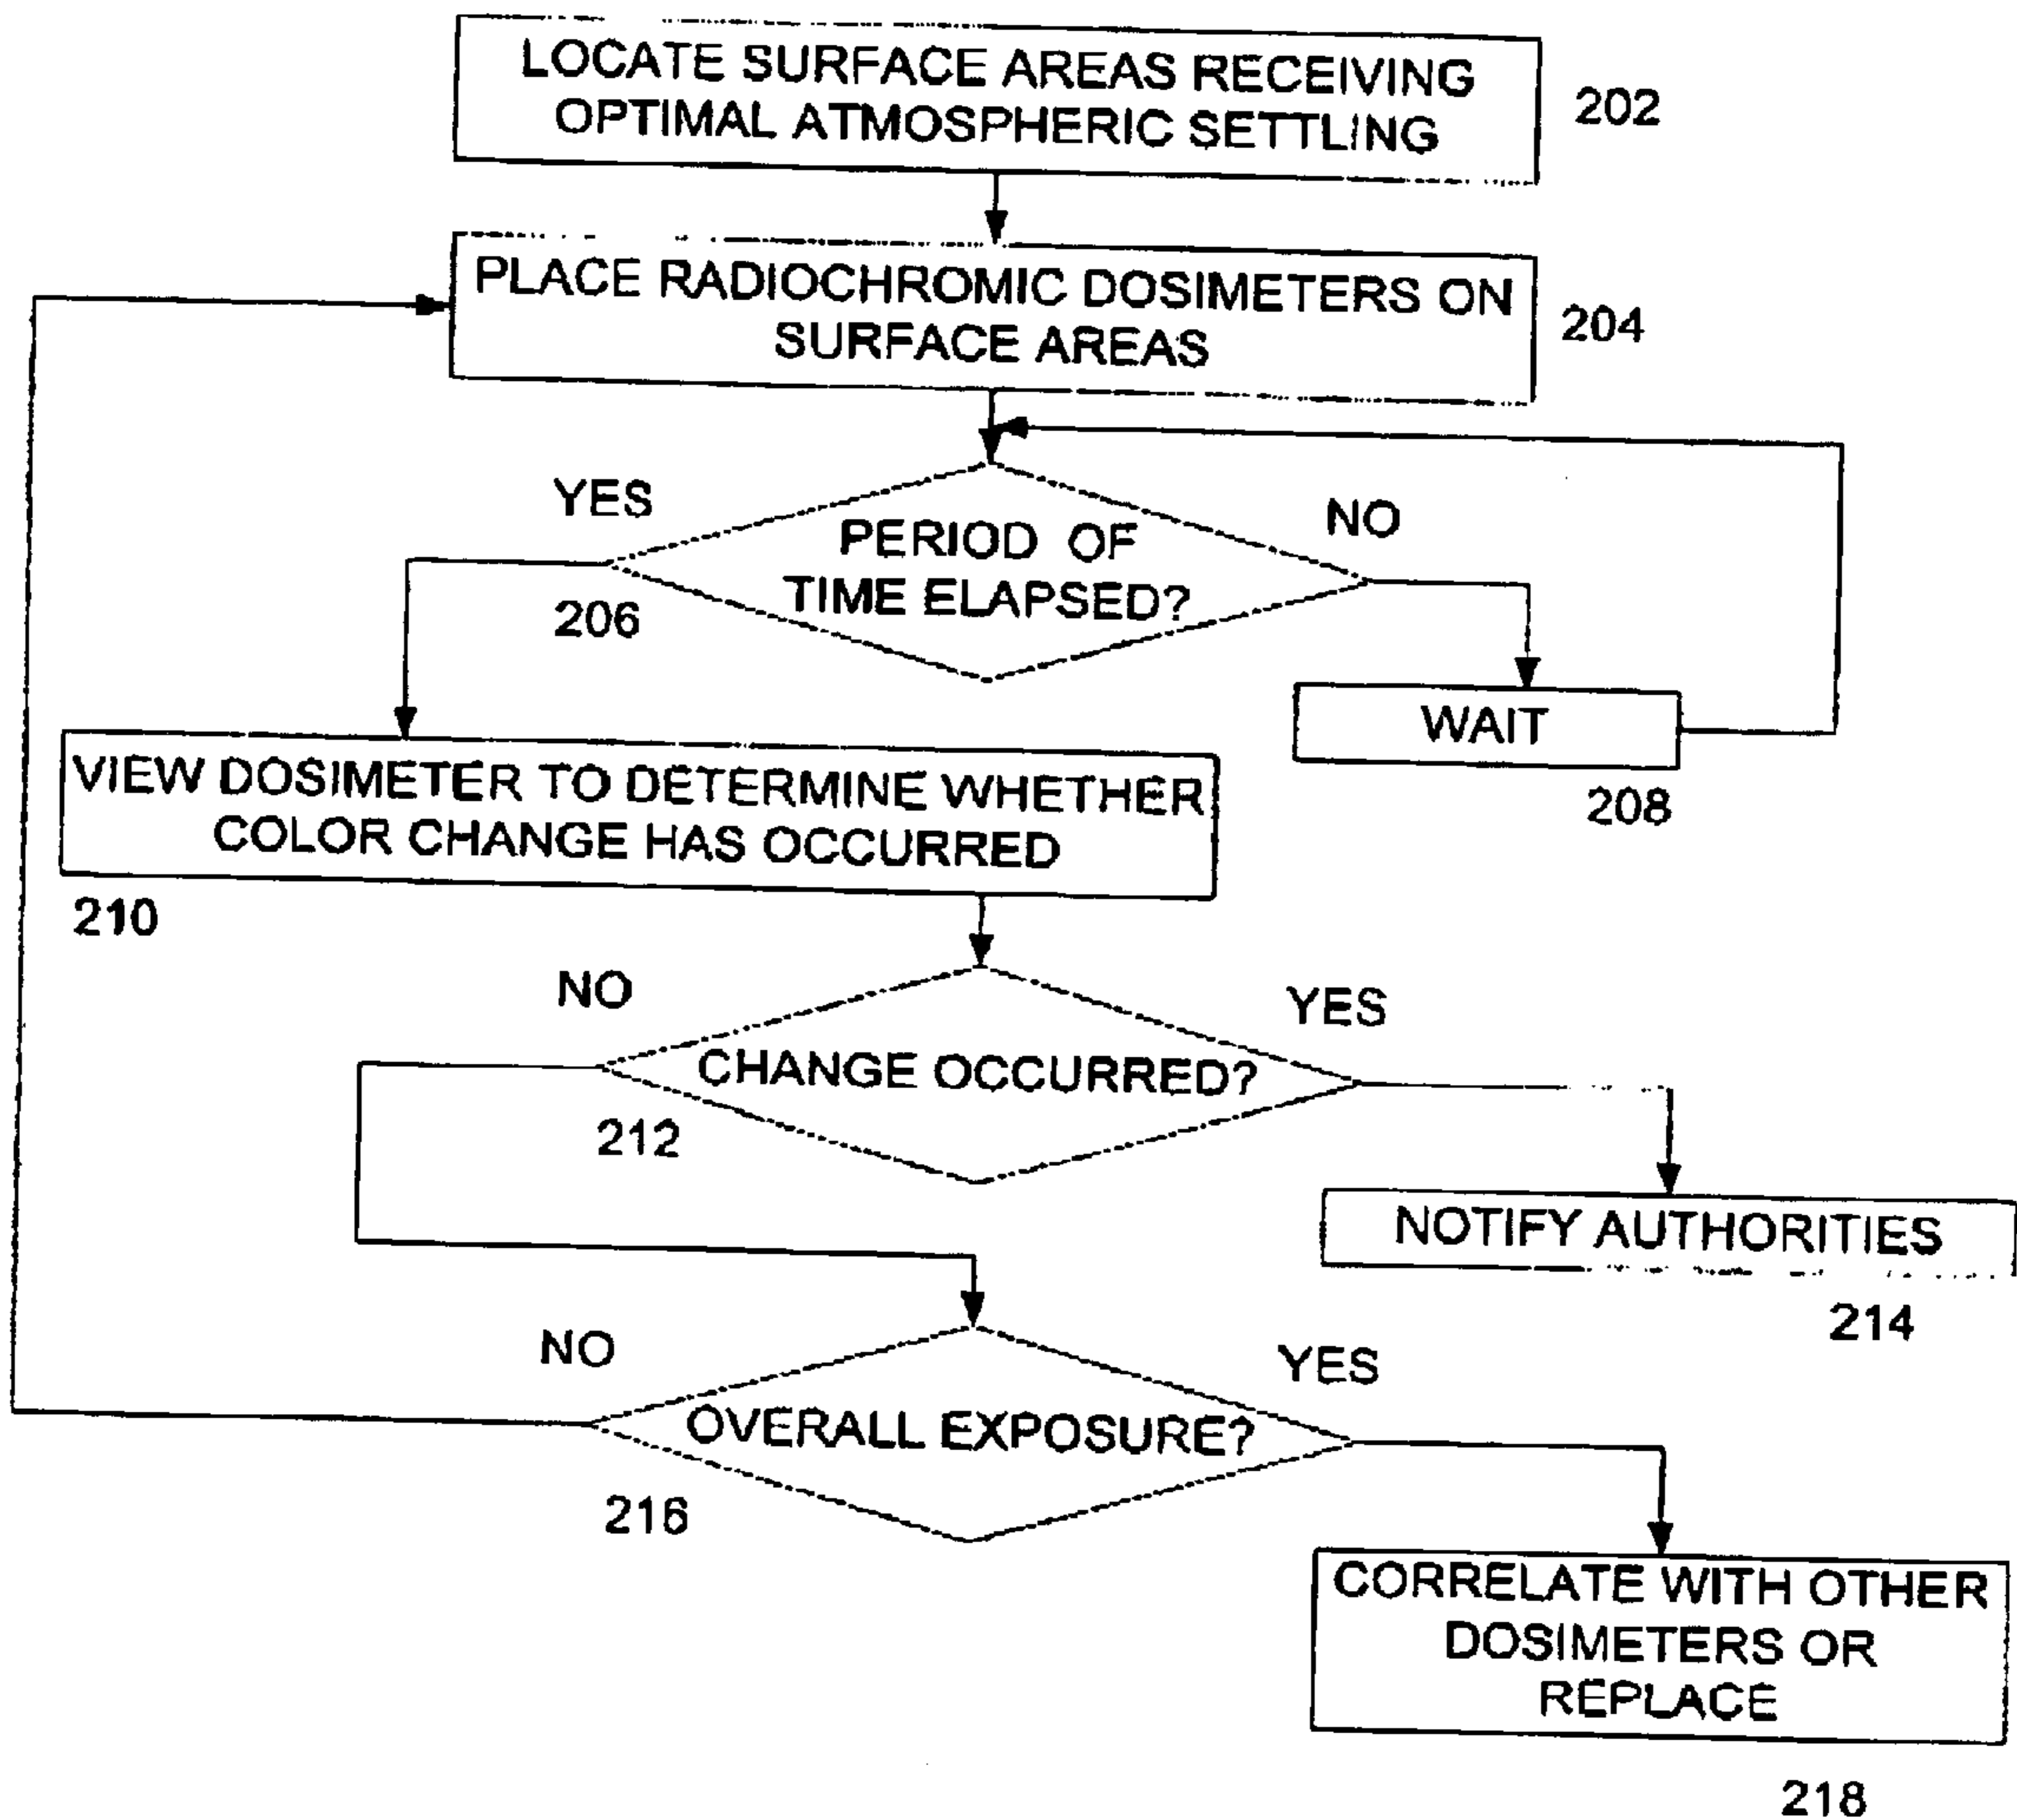 LOCATE SURFACE AREAS RECEIVING
OPTIMAL ATMOSPHERIC SETTLING
202
PLACE RADIOCHROMIC DOSIMETERS ON
SURFACE AREAS
204
YES
NO
PERIOD OF
TIME ELAPSED?
206
WAIT
208
VIEW DOSIMETER TO DETERMINE WHETHER
COLOR CHANGE HAS OCCURRED
210
NO
YES
CHANGE OCCURRED?
212
NOTIFY AUTHORITIES
214
NO
YES
OVERALL EXPOSURE?
216
CORRELATE WITH OTHER
DOSIMETERS OR
REPLACE
218